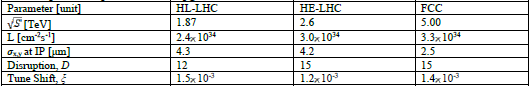 Parameter [unit] HL-LHC HE-LHC FCC
√S [TeV] 1.87 2.6 5.00
L [cm⁻²s⁻¹] 2.4×10³⁴ 3.0×10³⁴ 3.3×10³⁴
σx,y at IP [μm] 4.3 4.2 2.5
Disruption, D 12 15 15
Tune Shift, ξ 1.5×10⁻³ 1.2×10⁻³ 1.4×10⁻³